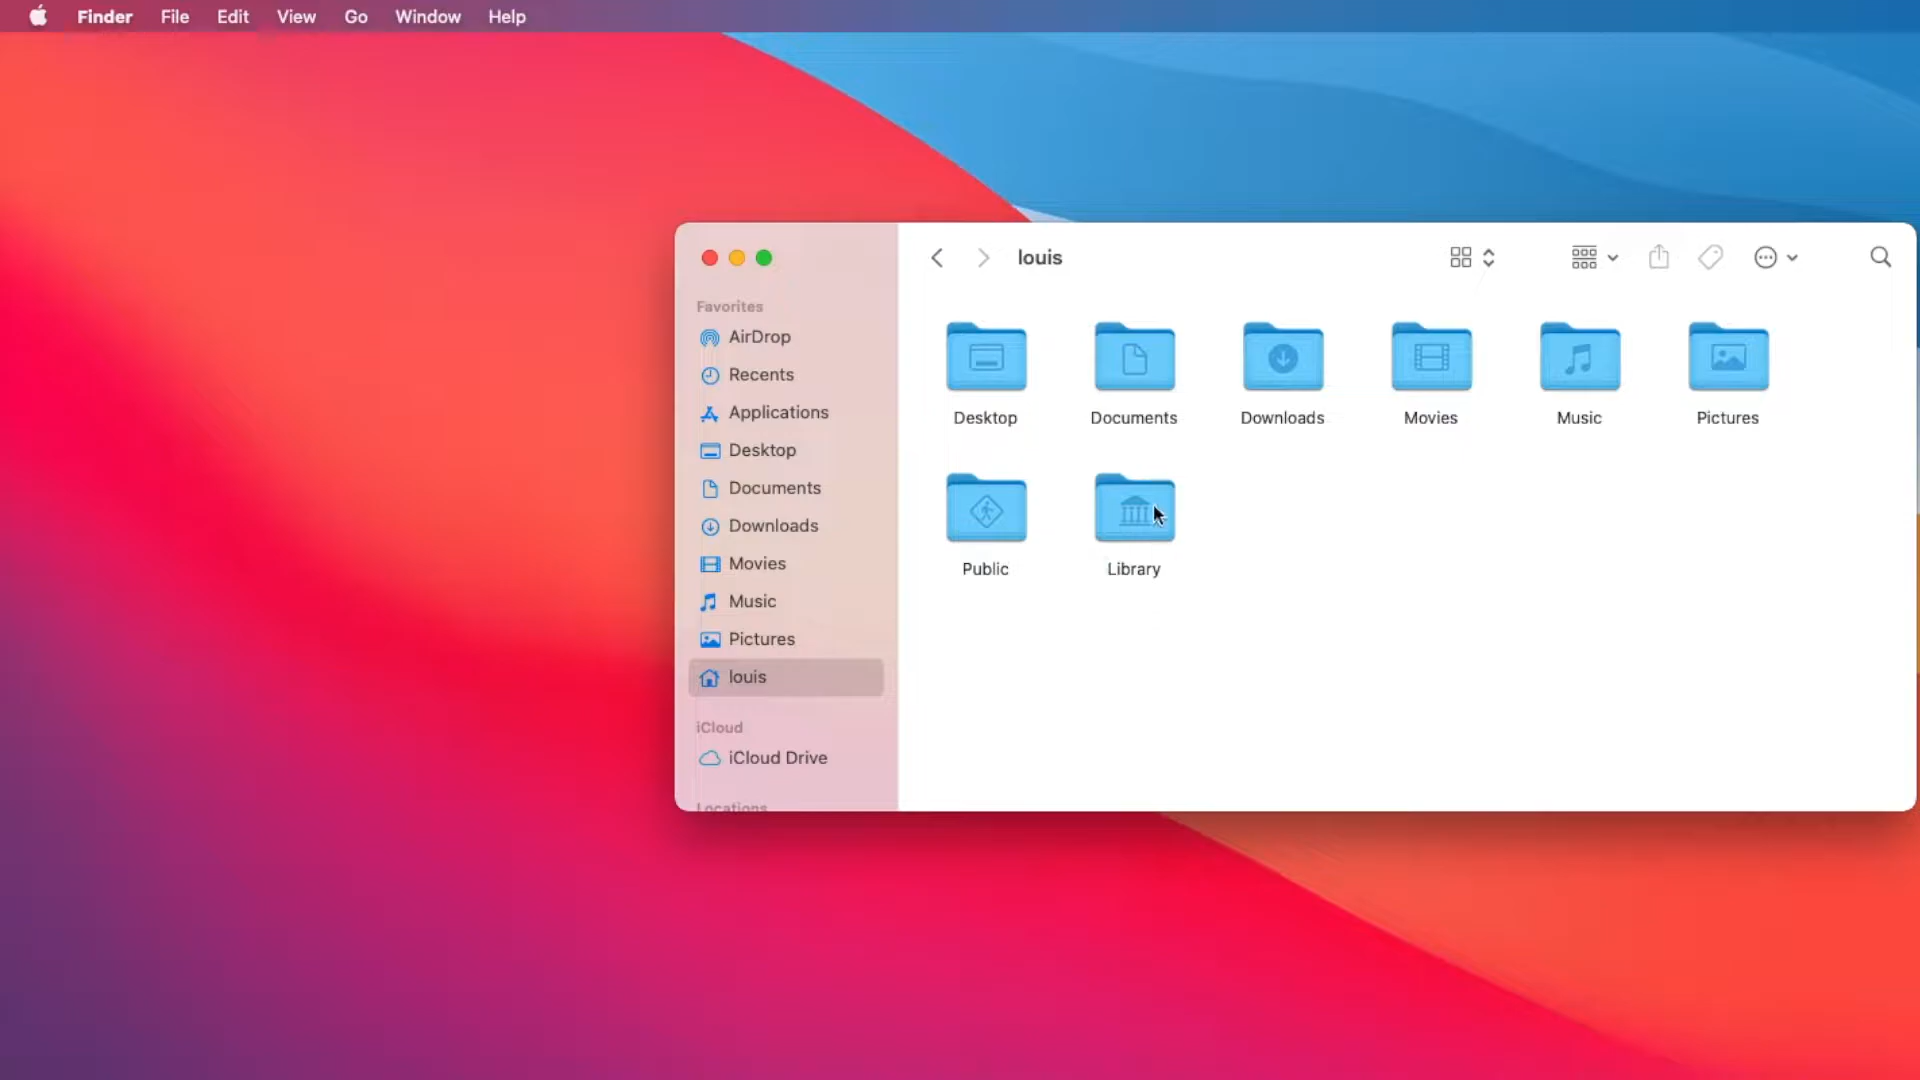 Finder File Edit View Go Window Help
louis
Favorites
AirDrop
Recents
Applications
Desktop
Documents
Downloads
Movies
Music
Pictures
louis
iCloud
iCloud Drive
Locations
Desktop Documents Downloads Movies Music Pictures
Public Library